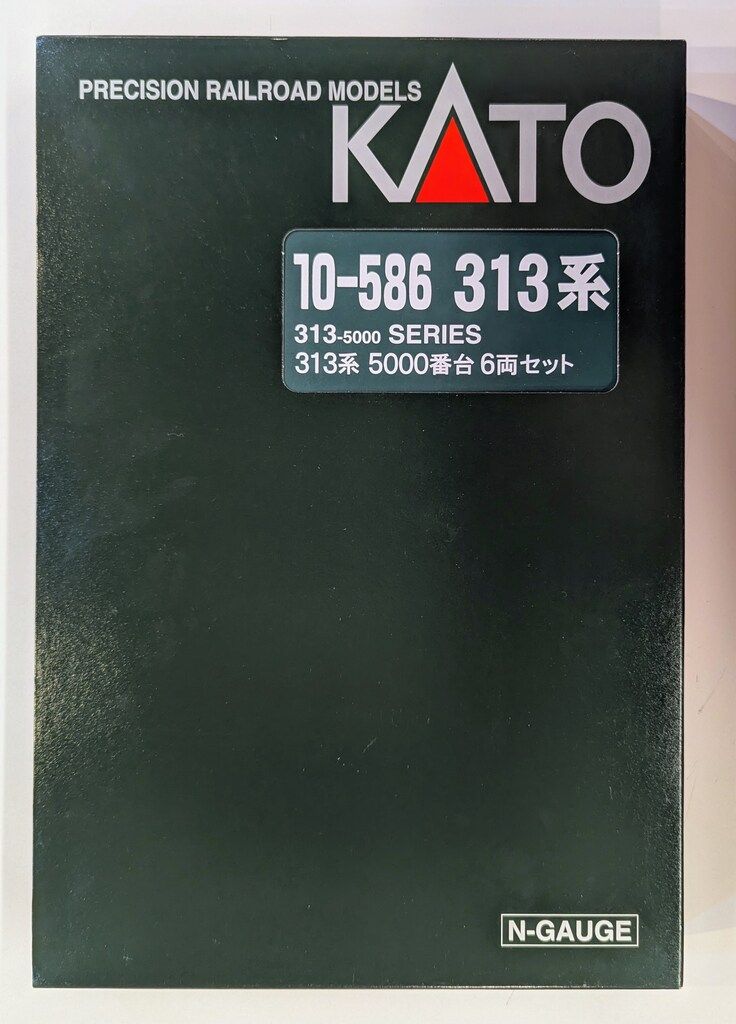 PRECISION RAILROAD MODELS
KATO
10-586 313系
313-5000 SERIES
313系 5000番台 6両セット
N-GAUGE